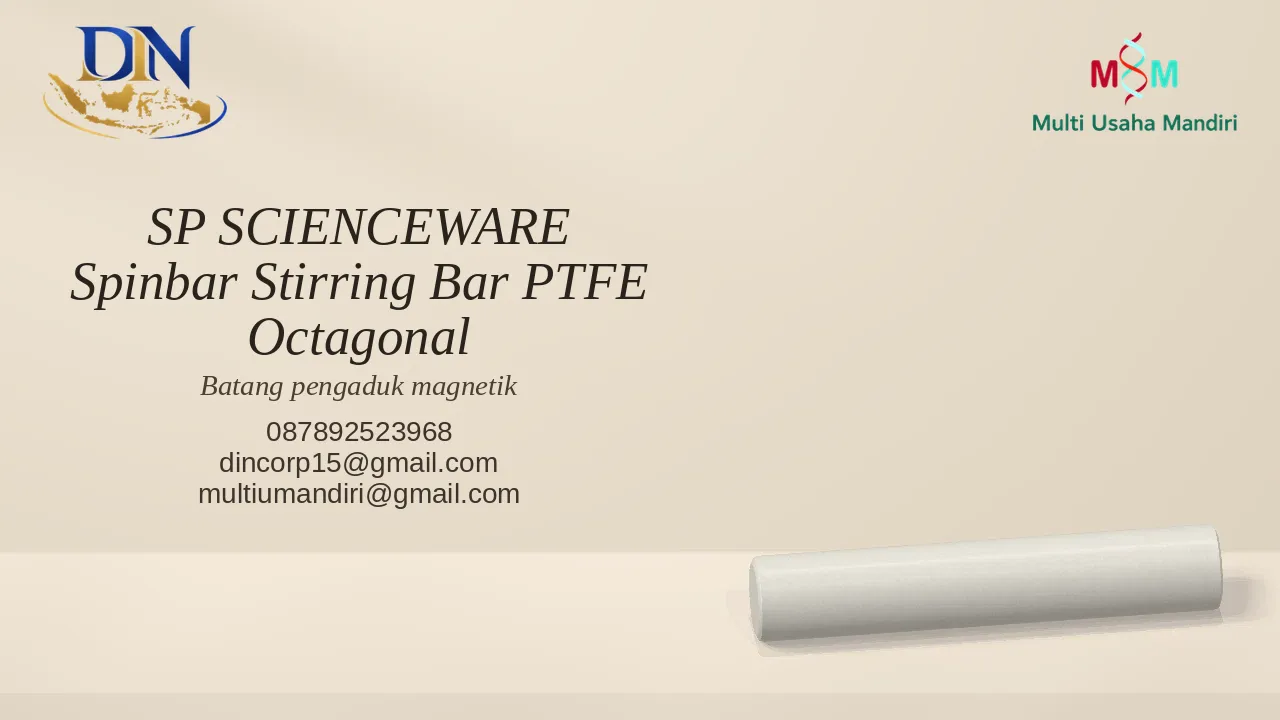 DIN
M M
Multi Usaha Mandiri
SP SCIENCEWARE
Spinbar Stirring Bar PTFE
Octagonal
Batang pengaduk magnetik
087892523968
dincorp15@gmail.com
multiumandiri@gmail.com